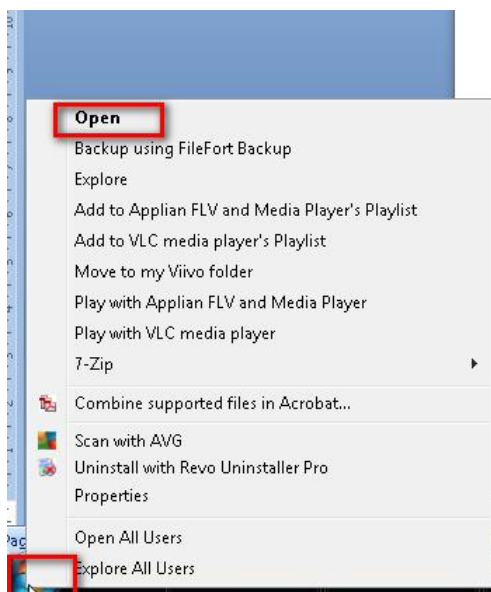 Open
Backup using FileFort Backup
Explore
Add to Applian FLV and Media Player's Playlist
Add to VLC media player's Playlist
Move to my Viivo folder
Play with Applian FLV and Media Player
Play with VLC media player
7-Zip
Combine supported files in Acrobat...
Scan with AVG
Uninstall with Revo Uninstaller Pro
Properties
Open All Users
Pag
Explore All Users